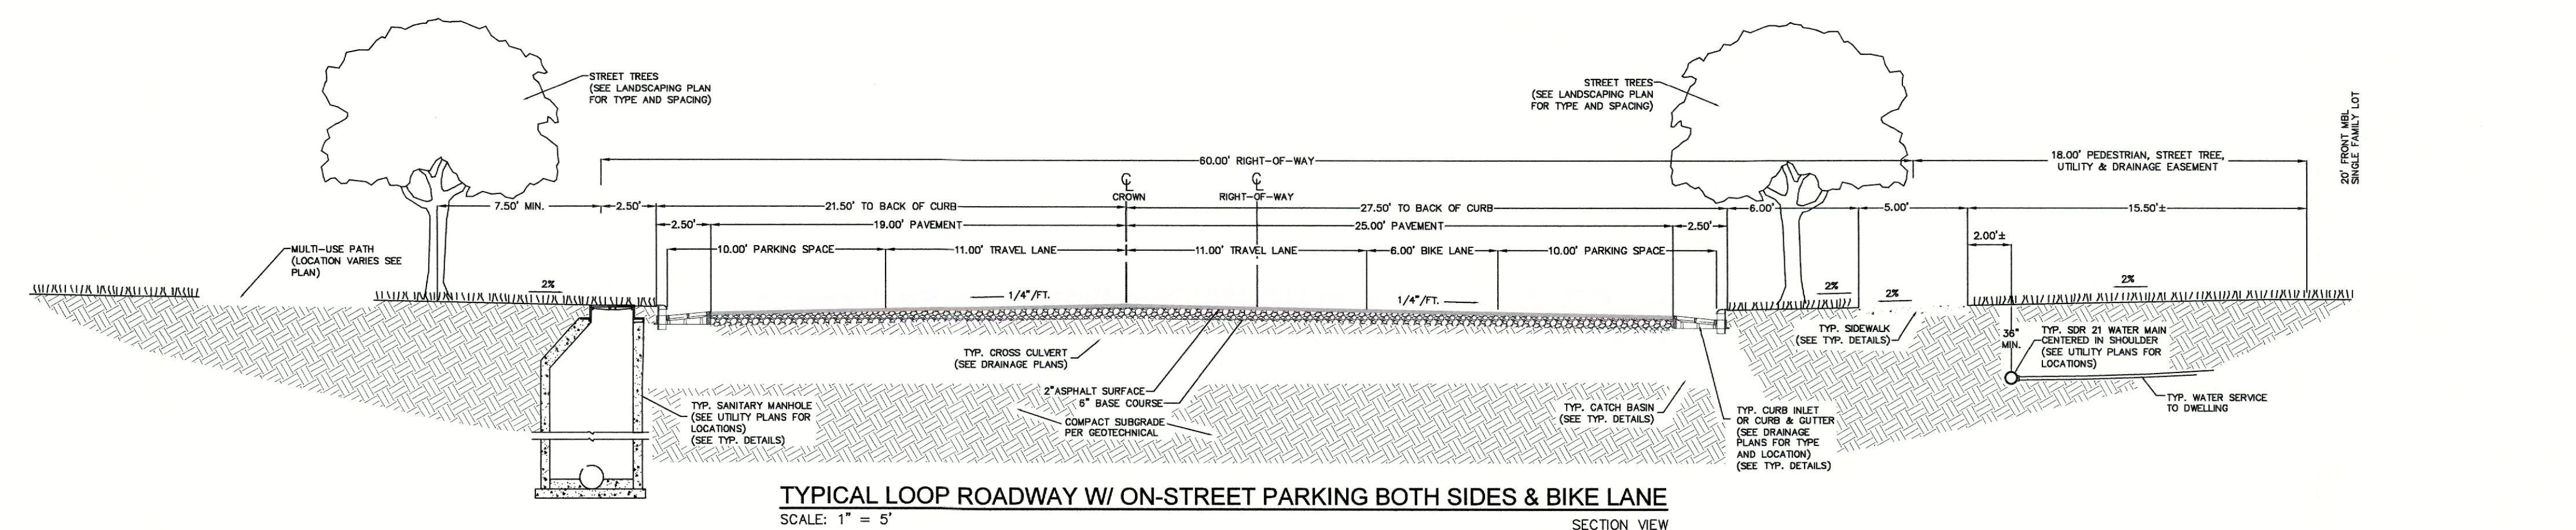 STREET TREES
(SEE LANDSCAPING PLAN
FOR TYPE AND SPACING)
STREET TREES
(SEE LANDSCAPING PLAN
FOR TYPE AND SPACING)
20' FRONT MBL
SINGLE FAMILY LOT
60.00' RIGHT-OF-WAY
18.00' PEDESTRIAN, STREET TREE,
UTILITY & DRAINAGE EASEMENT
CL
CROWN
CL
RIGHT-OF-WAY
7.50' MIN.
2.50'
21.50' TO BACK OF CURB
27.50' TO BACK OF CURB
6.00'
5.00'
15.50'±
2.50'
19.00' PAVEMENT
25.00' PAVEMENT
2.50'
2.00'±
10.00' PARKING SPACE
11.00' TRAVEL LANE
11.00' TRAVEL LANE
6.00' BIKE LANE
10.00' PARKING SPACE
MULTI-USE PATH
(LOCATION VARIES SEE
PLAN)
2%
1/4"/FT.
1/4"/FT.
2%
2%
2%
TYP. CROSS CULVERT
(SEE DRAINAGE PLANS)
TYP. SIDEWALK
(SEE TYP. DETAILS)
36"
MIN.
TYP. SDR 21 WATER MAIN
CENTERED IN SHOULDER
(SEE UTILITY PLANS FOR
LOCATIONS)
2"ASPHALT SURFACE
6" BASE COURSE
TYP. SANITARY MANHOLE
(SEE UTILITY PLANS FOR
LOCATIONS)
(SEE TYP. DETAILS)
COMPACT SUBGRADE
PER GEOTECHNICAL
TYP. CATCH BASIN
(SEE TYP. DETAILS)
TYP. CURB INLET
OR CURB & GUTTER
(SEE DRAINAGE
PLANS FOR TYPE
AND LOCATION)
(SEE TYP. DETAILS)
TYP. WATER SERVICE
TO DWELLING
TYPICAL LOOP ROADWAY W/ ON-STREET PARKING BOTH SIDES & BIKE LANE
SCALE: 1" = 5'
SECTION VIEW